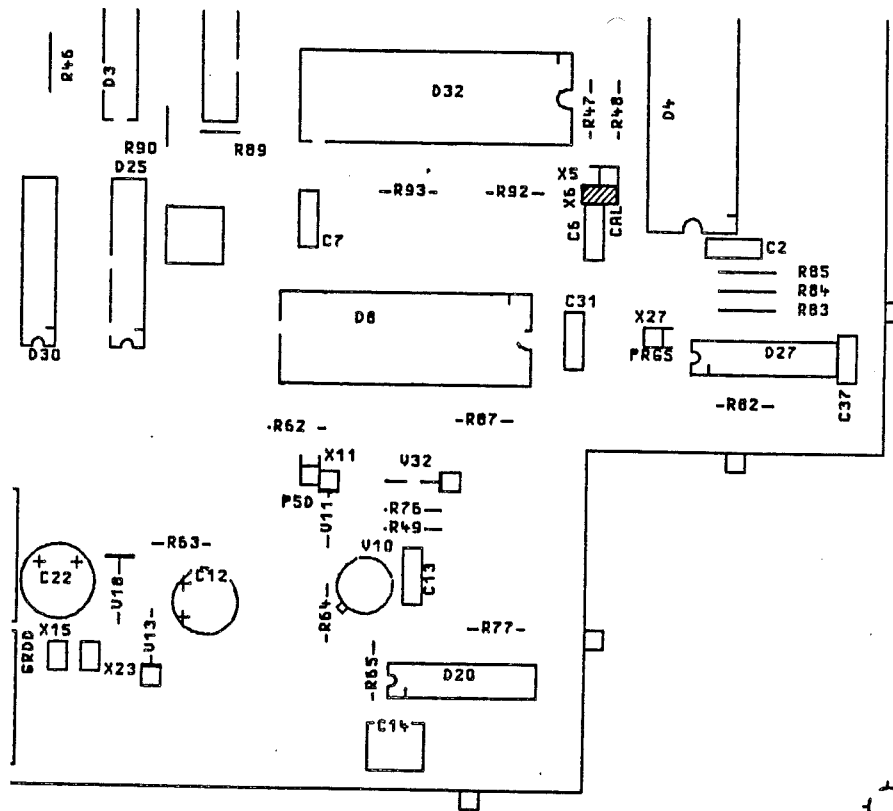 R46
D3
D32
R47
R48
D4
R90
R89
D25
X5
X6
R93
R92
C6
CAL
C7
C2
R85
R84
R83
C31
X27
D8
D30
PRGS
D27
C37
R82
R62
R87
X11
V32
P5D
V11
R76
R49
R63
V10
C22
V18
C12
C13
R64
X15
V13
R77
GRDD
X23
R65
D20
C14